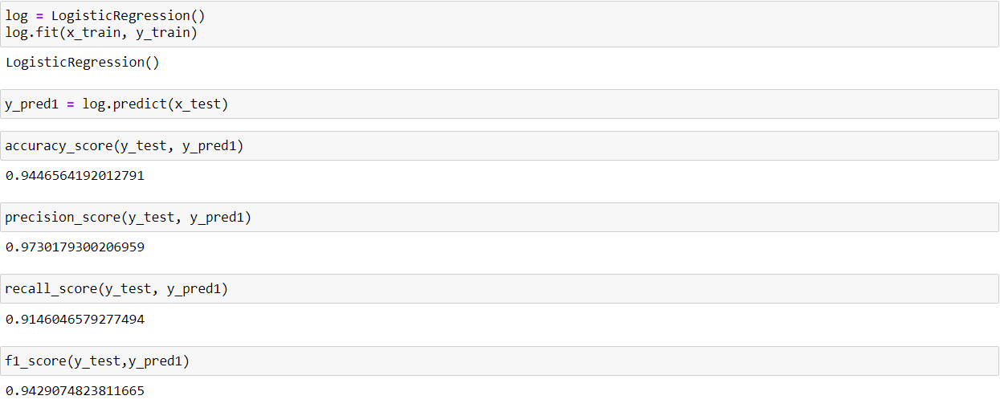 log = LogisticRegression()
log.fit(x_train, y_train)
LogisticRegression()
y_pred1 = log.predict(x_test)
accuracy_score(y_test, y_pred1)
0.9446564192012791
precision_score(y_test, y_pred1)
0.9730179300206959
recall_score(y_test, y_pred1)
0.9146046579277494
f1_score(y_test,y_pred1)
0.9429074823811665